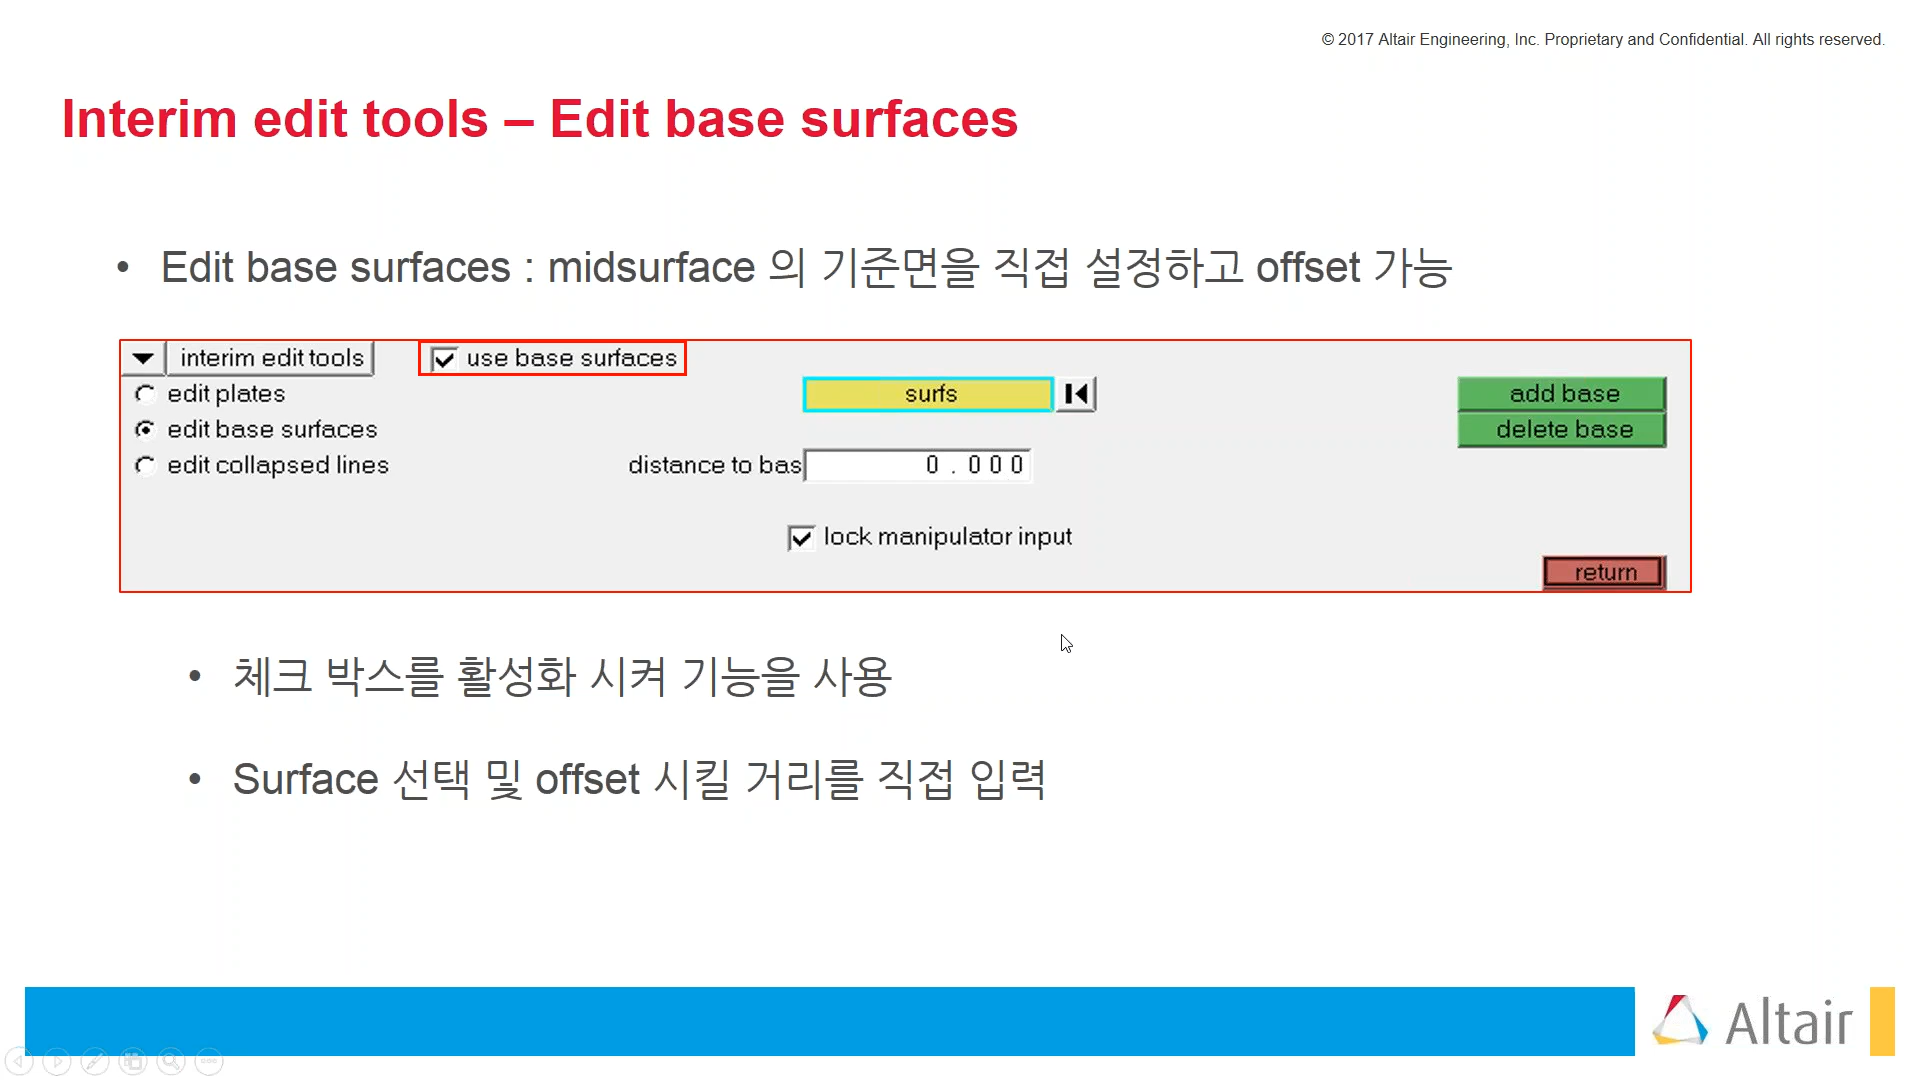 © 2017 Altair Engineering, Inc. Proprietary and Confidential. All rights reserved.
Interim edit tools – Edit base surfaces
• Edit base surfaces : midsurface 의 기준면을 직접 설정하고 offset 가능
interim edit tools
use base surfaces
edit plates
surfs
add base
edit base surfaces
delete base
edit collapsed lines
distance to bas
0.000
lock manipulator input
return
• 체크 박스를 활성화 시켜 기능을 사용
• Surface 선택 및 offset 시킬 거리를 직접 입력
Altair